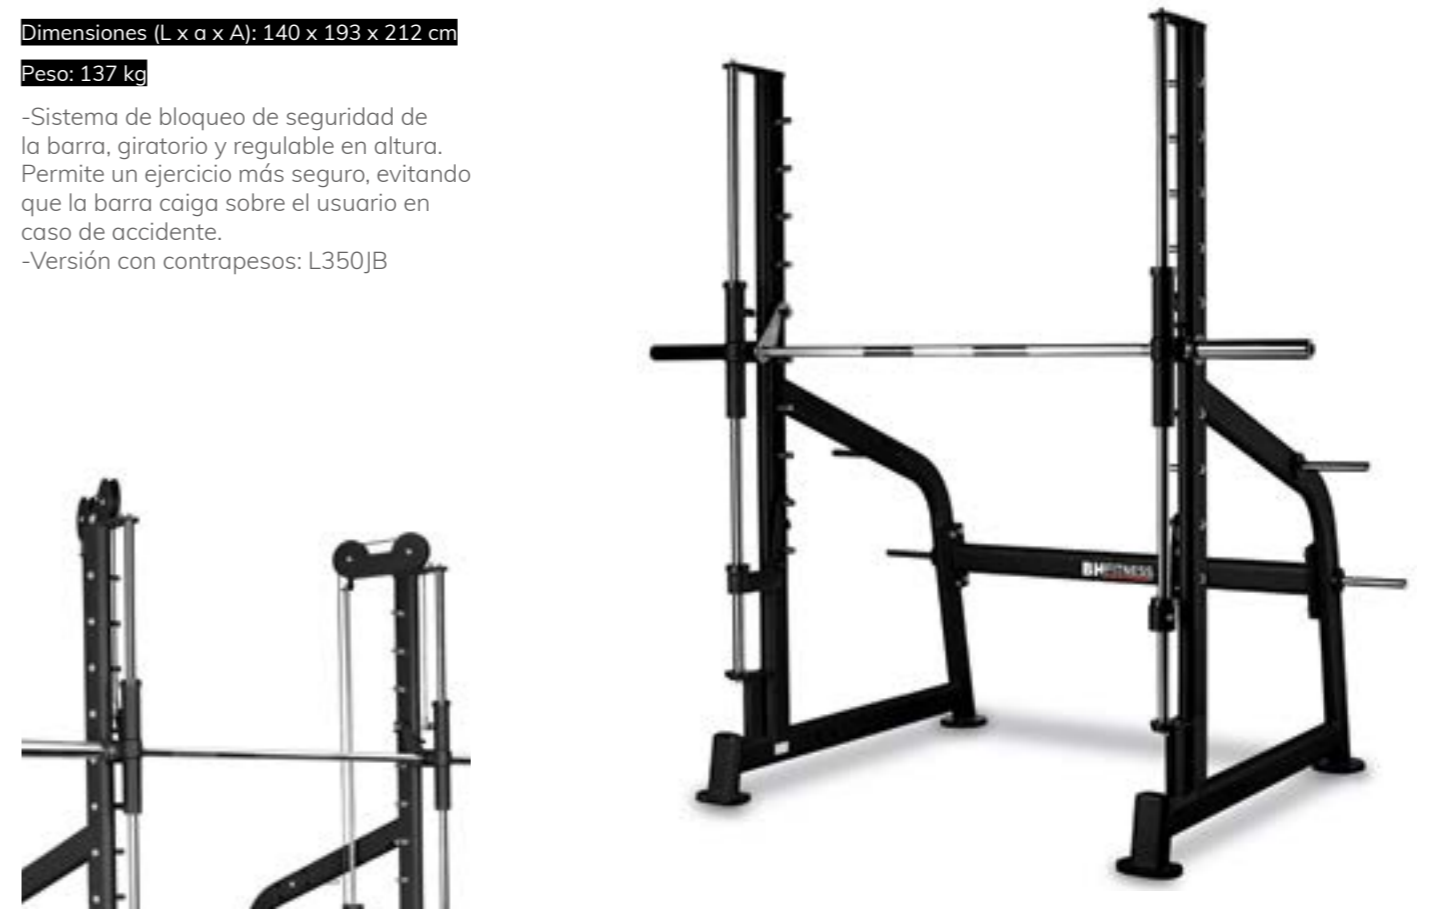 Dimensiones (L x a x A): 140 x 193 x 212 cm
Peso: 137 kg
-Sistema de bloqueo de seguridad de
la barra, giratorio y regulable en altura.
Permite un ejercicio más seguro, evitando
que la barra caiga sobre el usuario en
caso de accidente.
-Versión con contrapesos: L350JB
BH FITNESS